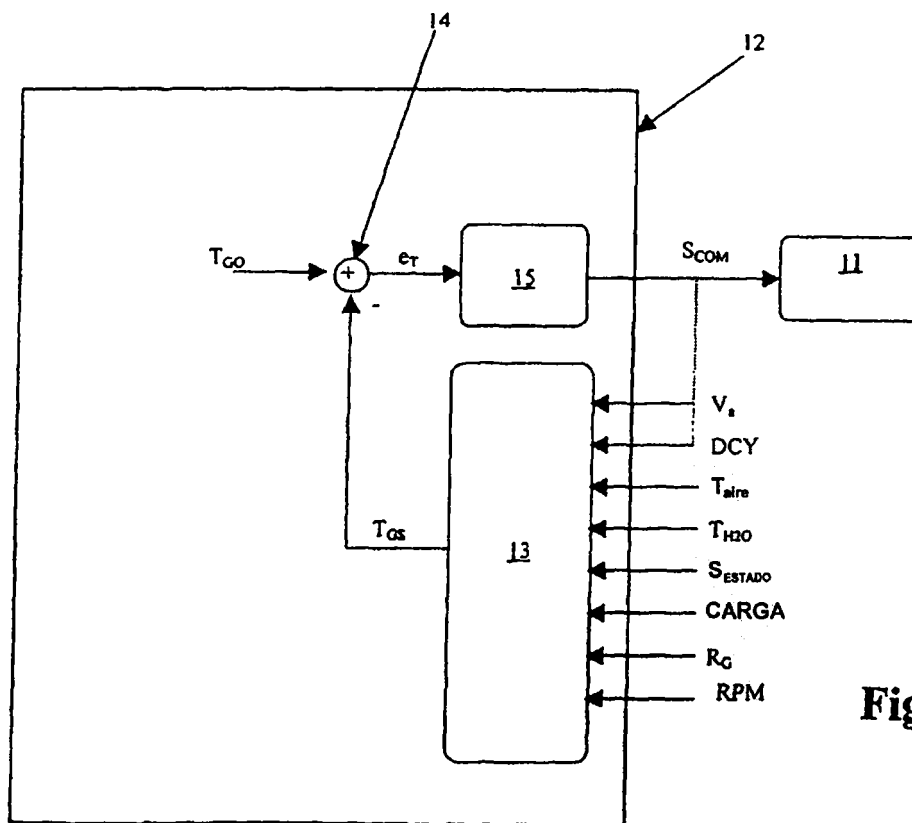 14
12
T_GO
+
e_T
15
S_COM
11
-
V_a
DCY
T_aire
T_H2O
T_GS
13
S_ESTADO
CARGA
R_G
RPM
Fig